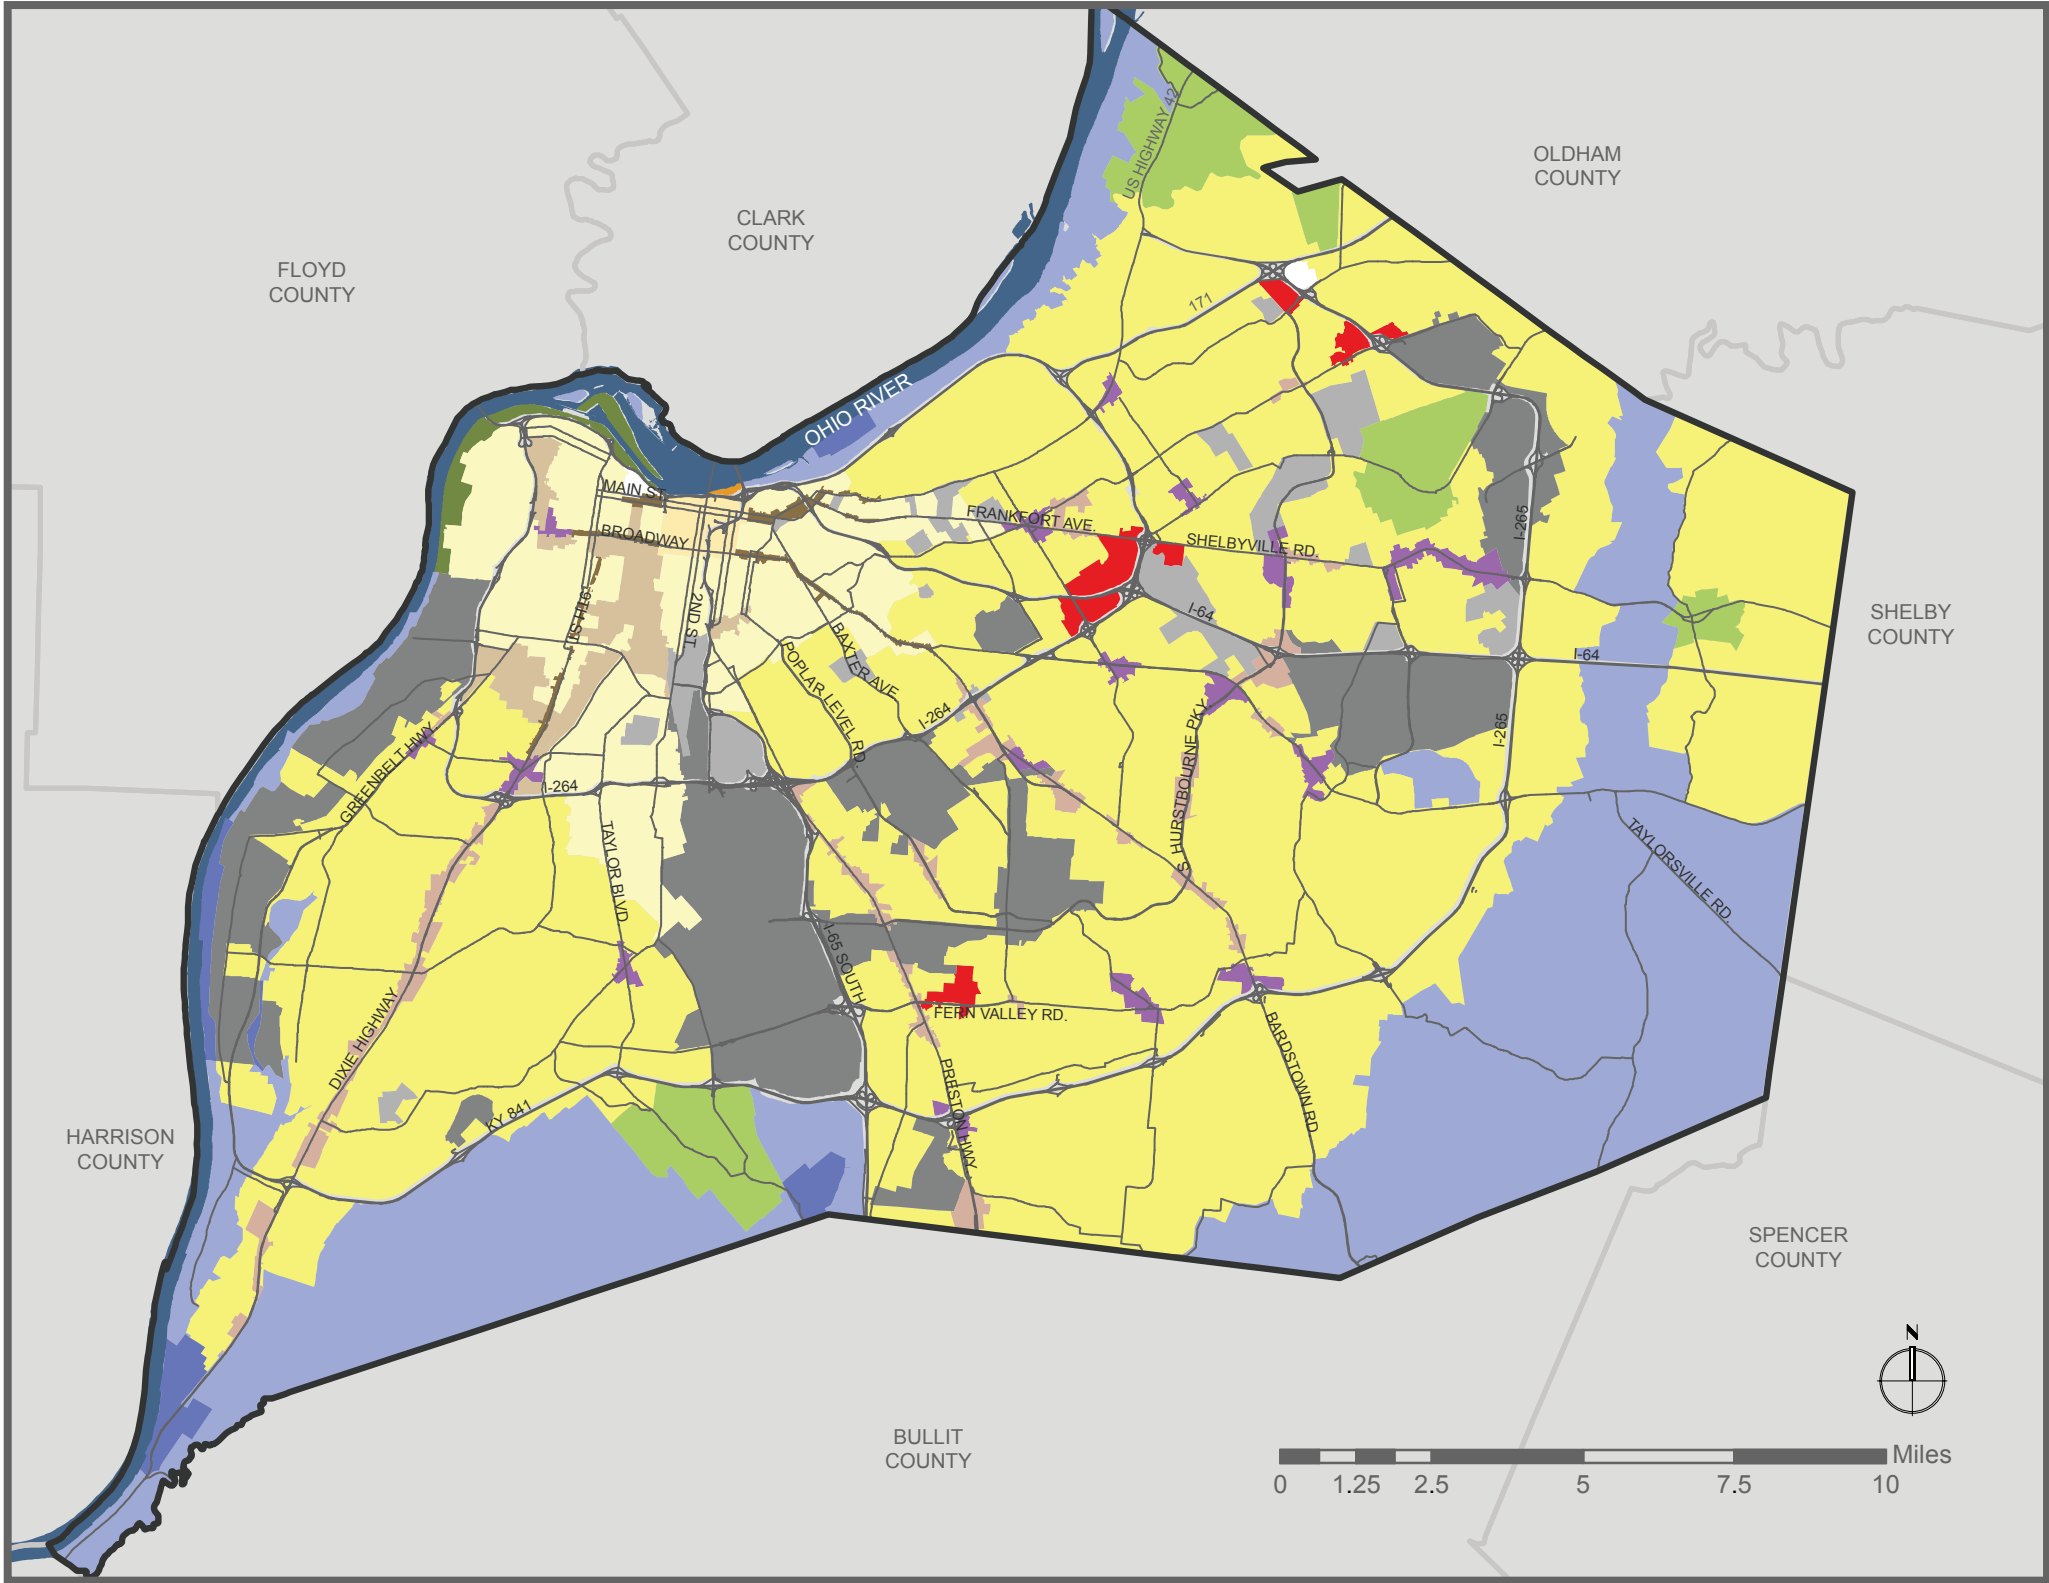 OLDHAM
COUNTY
US HIGHWAY 42
CLARK
COUNTY
FLOYD
COUNTY
171
OHIO RIVER
MAIN ST.
FRANKFORT AVE.
BROADWAY
SHELBYVILLE RD.
I-265
9TH ST.
2ND ST.
I-64
SHELBY
COUNTY
BAXTER AVE
POPLAR LEVEL RD.
I-64
I-264
GREENBELT HWY
I-264
S. HURSTBOURNE PKY.
I-265
TAYLOR BLVD.
TAYLORSVILLE RD.
I-65 SOUTH
DIXIE HIGHWAY
FERN VALLEY RD.
BARDSTOWN RD.
PRESTON HWY.
KY 841
HARRISON
COUNTY
SPENCER
COUNTY
N
BULLIT
COUNTY
Miles
0 1.25 2.5 5 7.5 10